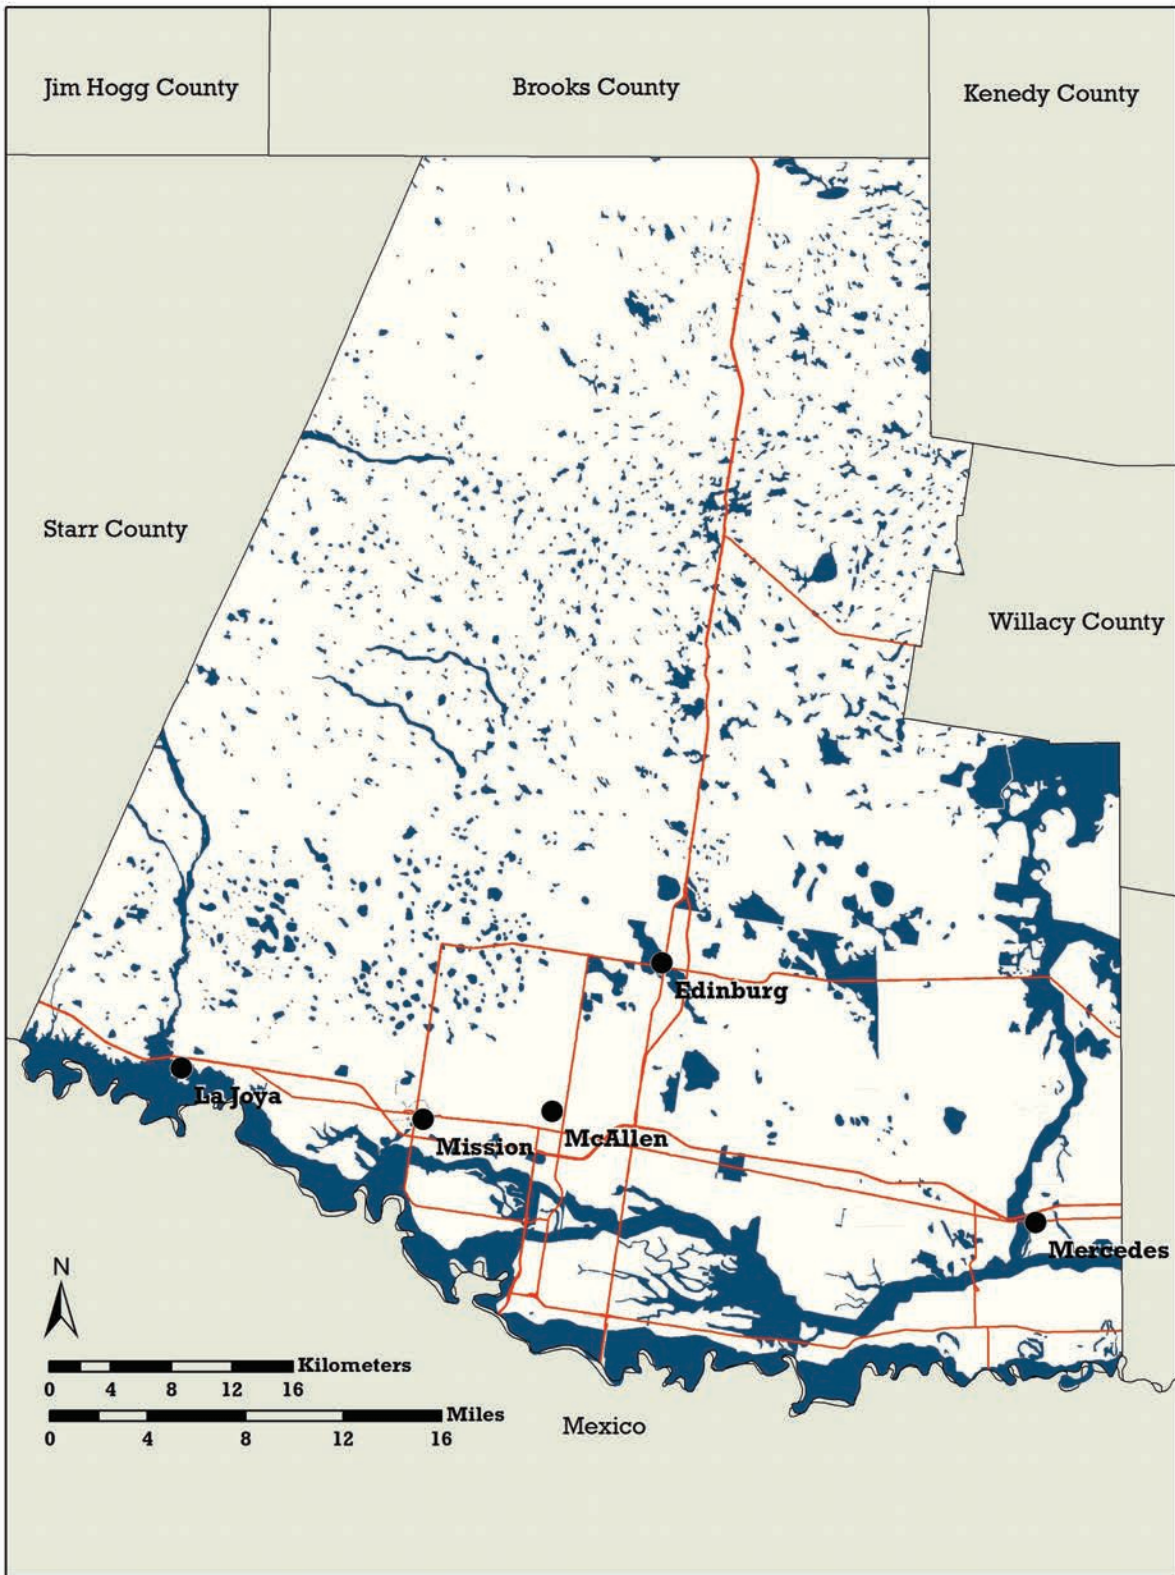 Jim Hogg County
Brooks County
Kenedy County
Starr County
Willacy County
Edinburg
La Joya
Mission
McAllen
Mercedes
N
Kilometers
0 4 8 12 16
Miles
0 4 8 12 16
Mexico